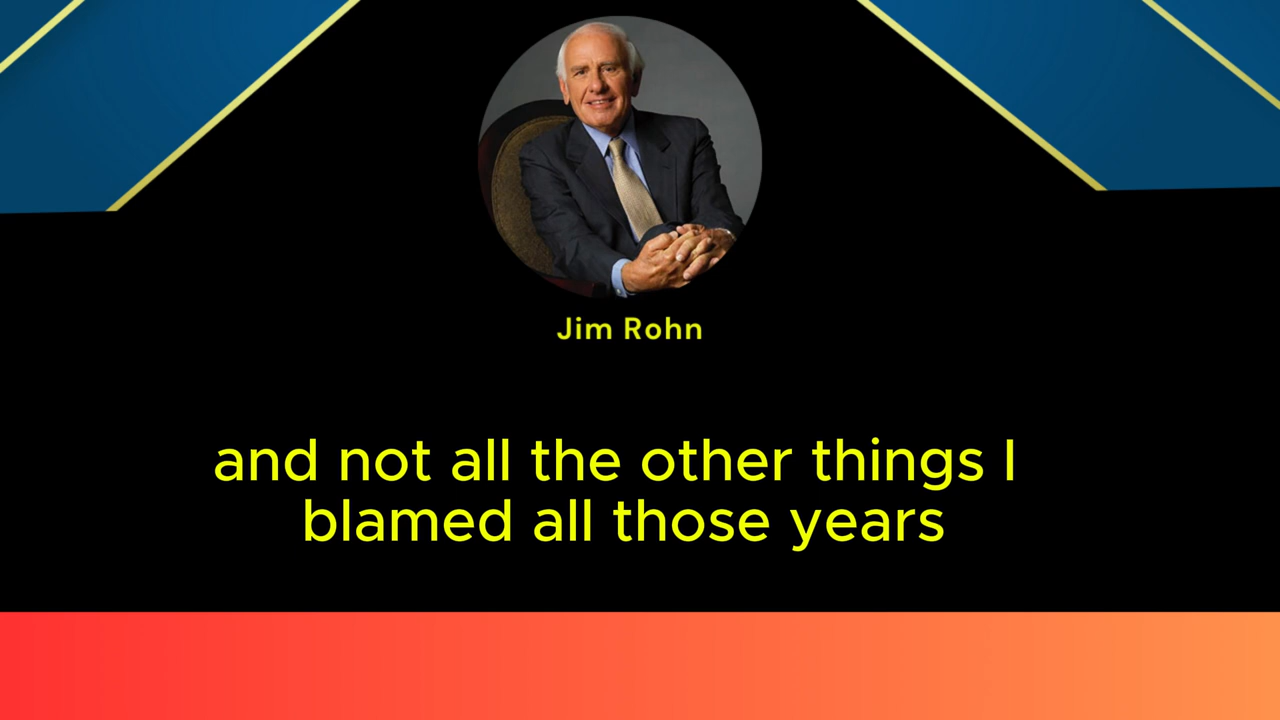 Jim Rohn
and not all the other things I
blamed all those years